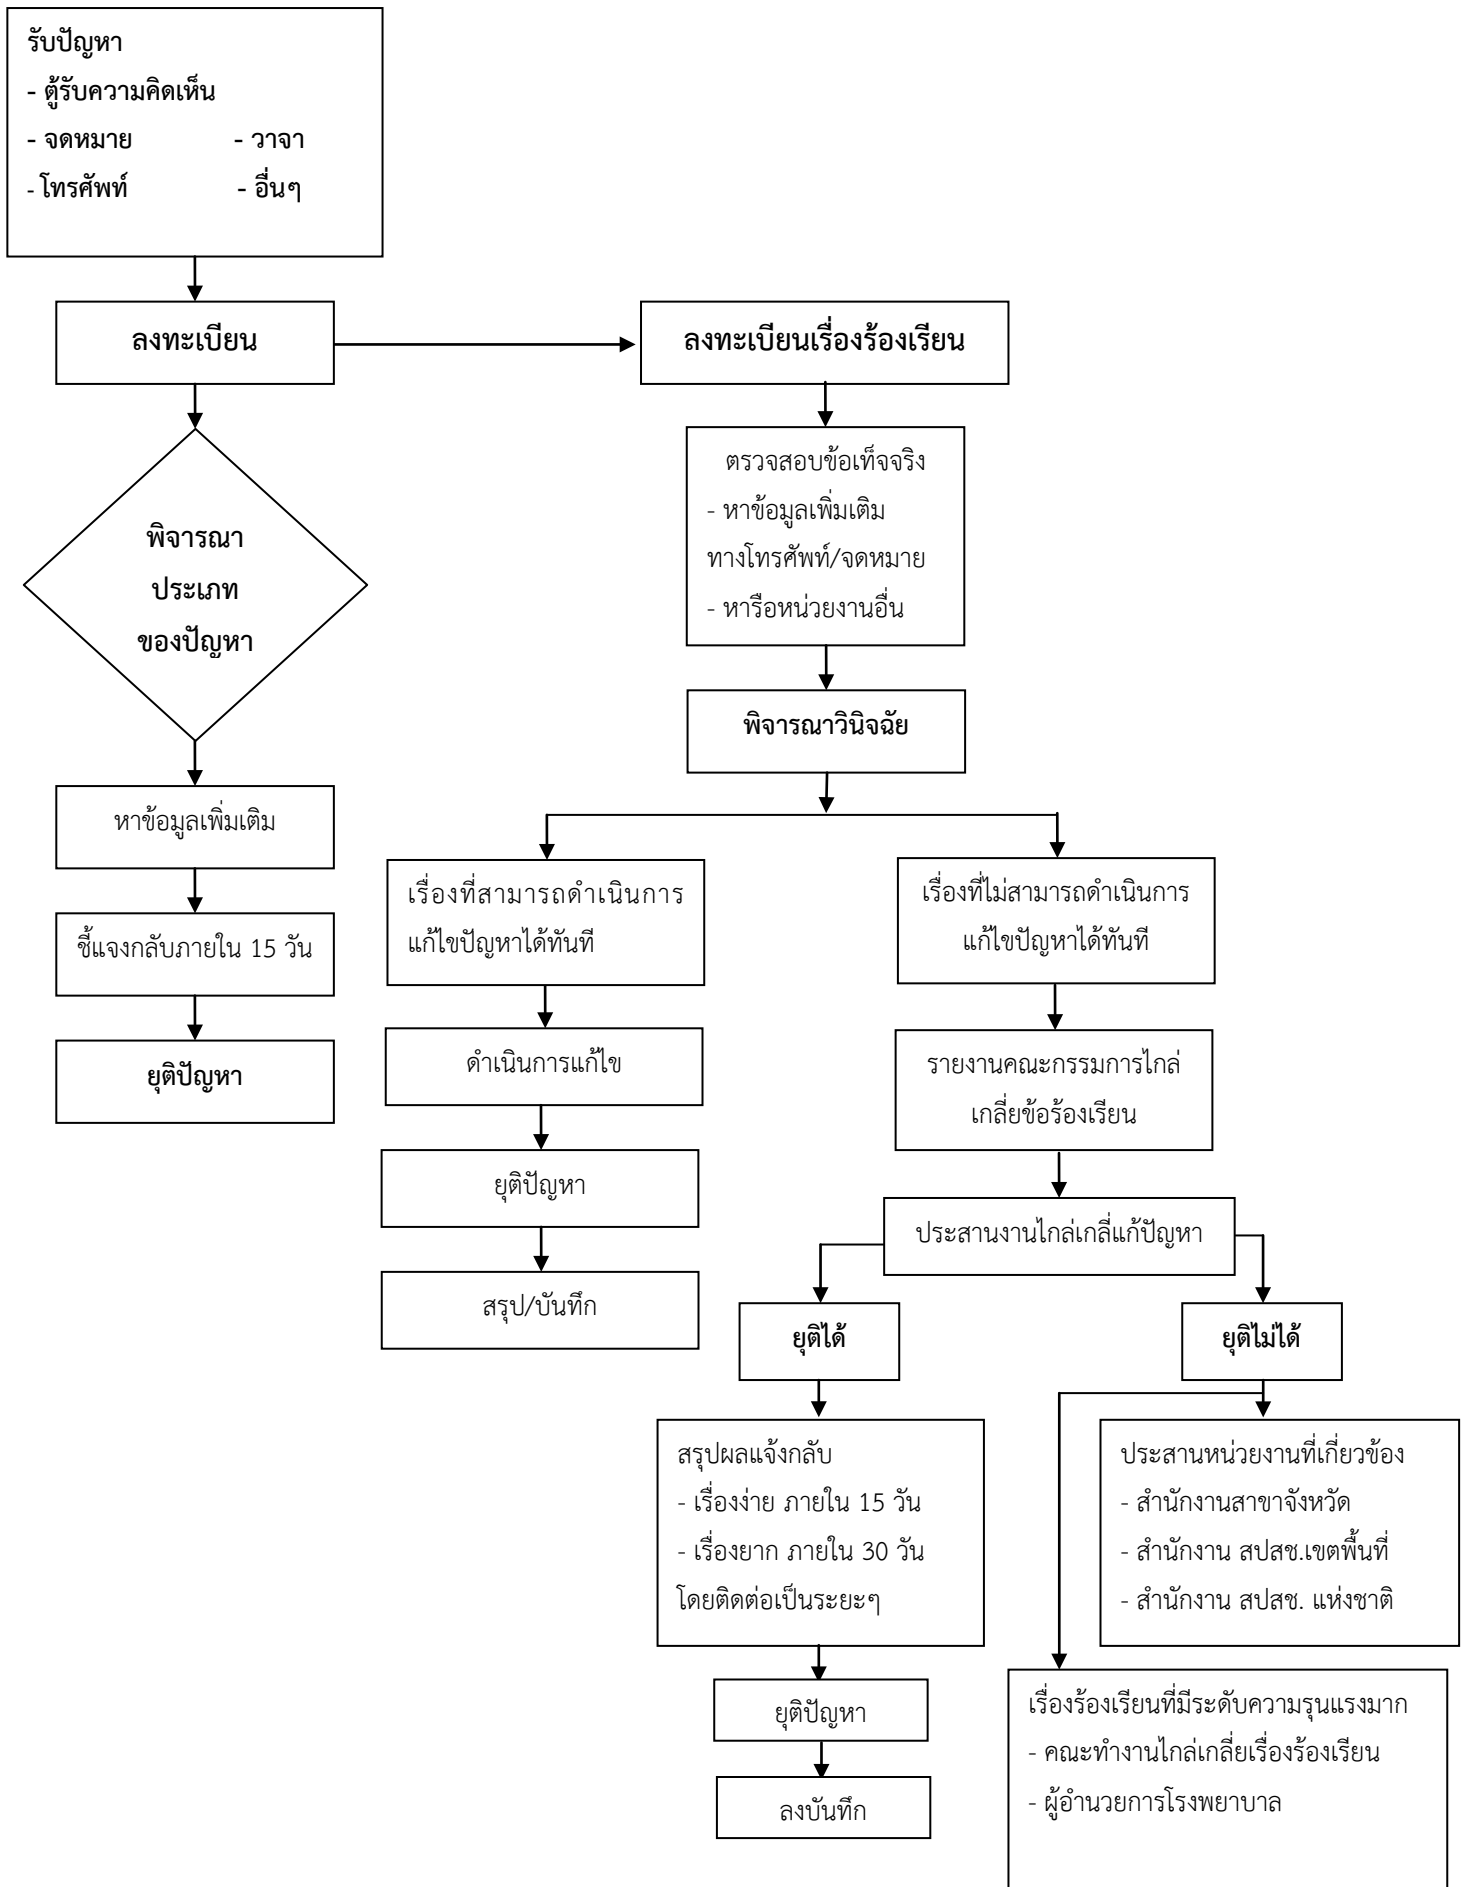 รับปัญหา
- ตู้รับความคิดเห็น
- จดหมาย - วาจา
- โทรศัพท์ - อื่นๆ
ลงทะเบียน
ลงทะเบียนเรื่องร้องเรียน
พิจารณา
ประเภท
ของปัญหา
หาข้อมูลเพิ่มเติม
ชี้แจงกลับภายใน 15 วัน
ยุติปัญหา
ตรวจสอบข้อเท็จจริง
- หาข้อมูลเพิ่มเติม
ทางโทรศัพท์/จดหมาย
- หารือหน่วยงานอื่น
พิจารณาวินิจฉัย
เรื่องที่สามารถดำเนินการ
แก้ไขปัญหาได้ทันที
ดำเนินการแก้ไข
ยุติปัญหา
สรุป/บันทึก
เรื่องที่ไม่สามารถดำเนินการ
แก้ไขปัญหาได้ทันที
รายงานคณะกรรมการไกล่
เกลี่ยข้อร้องเรียน
ประสานงานไกล่เกลี่แก้ปัญหา
ยุติได้
สรุปผลแจ้งกลับ
- เรื่องง่าย ภายใน 15 วัน
- เรื่องยาก ภายใน 30 วัน
โดยติดต่อเป็นระยะๆ
ยุติปัญหา
ลงบันทึก
ยุติไม่ได้
ประสานหน่วยงานที่เกี่ยวข้อง
- สำนักงานสาขาจังหวัด
- สำนักงาน สปสช.เขตพื้นที่
- สำนักงาน สปสช. แห่งชาติ
เรื่องร้องเรียนที่มีระดับความรุนแรงมาก
- คณะทำงานไกล่เกลี่ยเรื่องร้องเรียน
- ผู้อำนวยการโรงพยาบาล